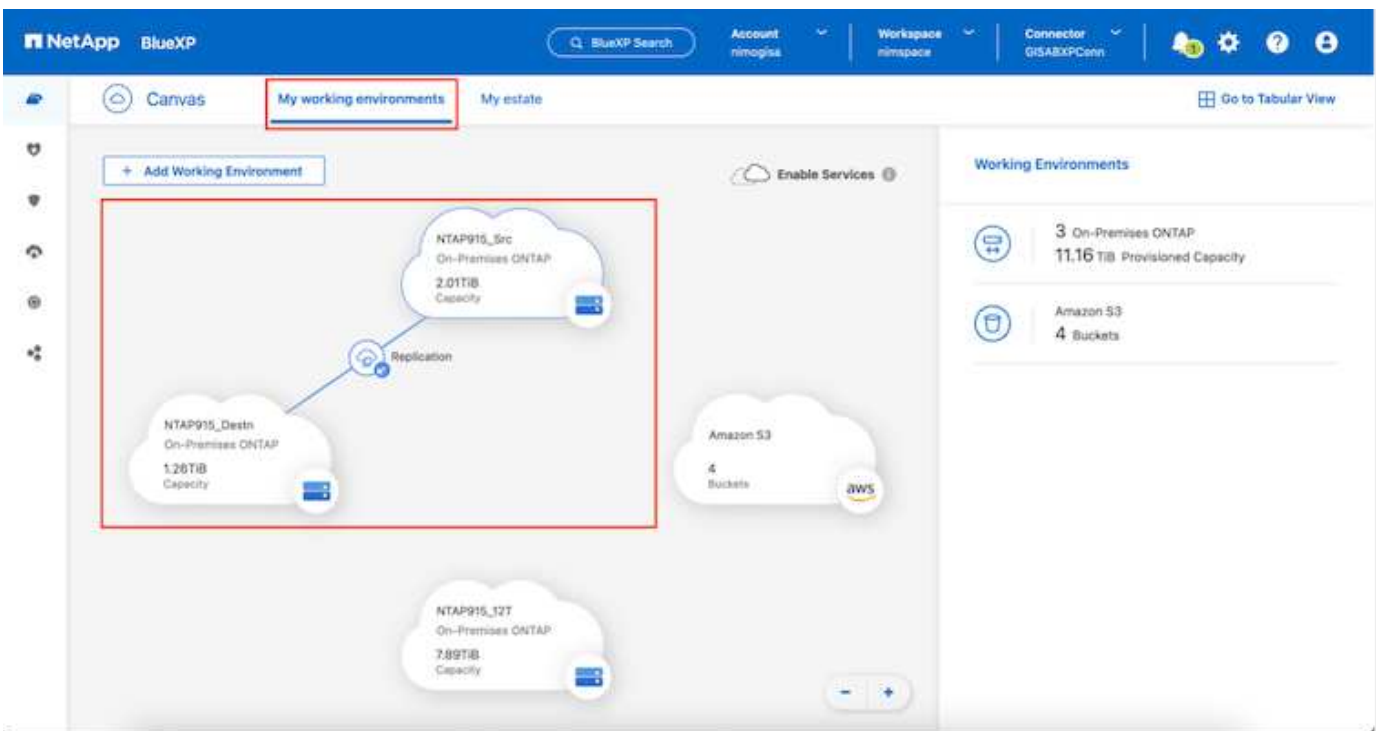 NetApp BlueXP
BlueXP Search
Account
nimogisa
Workspace
nimspace
Connector
GISABXPConn
1
Canvas
My working environments
My estate
Go to Tabular View
+ Add Working Environment
Enable Services
NTAP915_Src
On-Premises ONTAP
2.01TiB
Capacity
Replication
NTAP915_Destn
On-Premises ONTAP
1.26TiB
Capacity
Amazon S3
4
Buckets
aws
NTAP915_12T
On-Premises ONTAP
7.89TiB
Capacity
- +
Working Environments
3 On-Premises ONTAP
11.16 TiB Provisioned Capacity
Amazon S3
4 Buckets